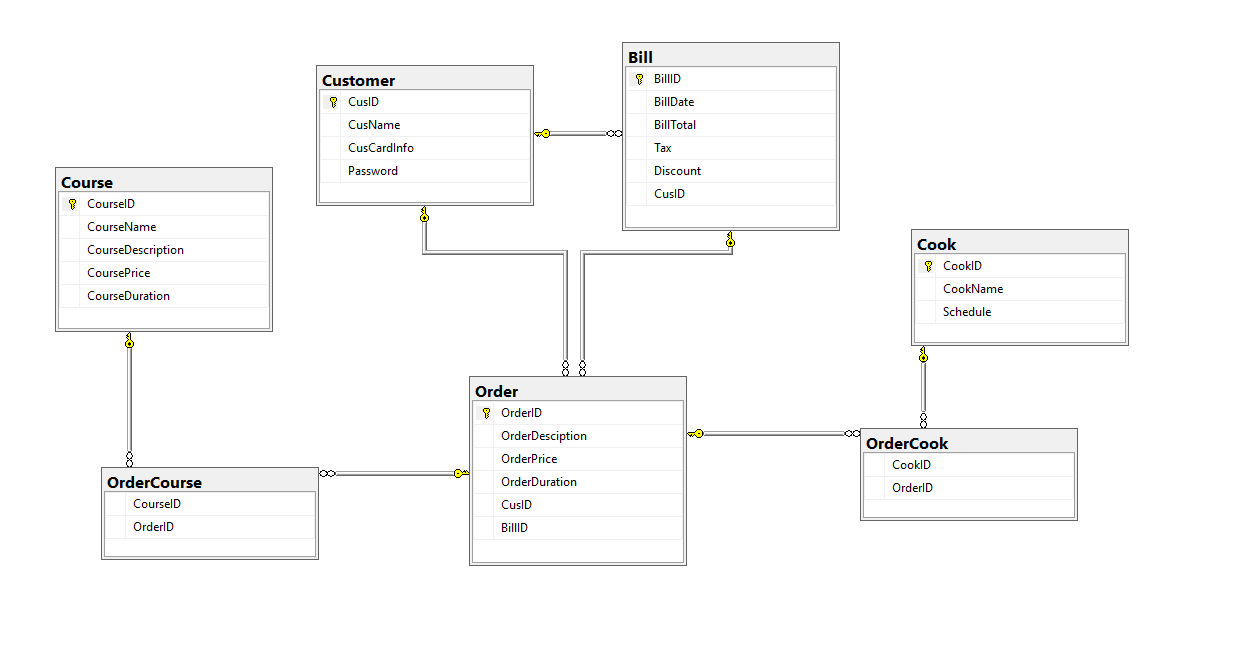 Customer
CusID
CusName
CusCardInfo
Password
Bill
BillID
BillDate
BillTotal
Tax
Discount
CusID
Course
CourseID
CourseName
CourseDescription
CoursePrice
CourseDuration
Cook
CookID
CookName
Schedule
Order
OrderID
OrderDesciption
OrderPrice
OrderDuration
CusID
BillID
OrderCook
CookID
OrderID
OrderCourse
CourseID
OrderID